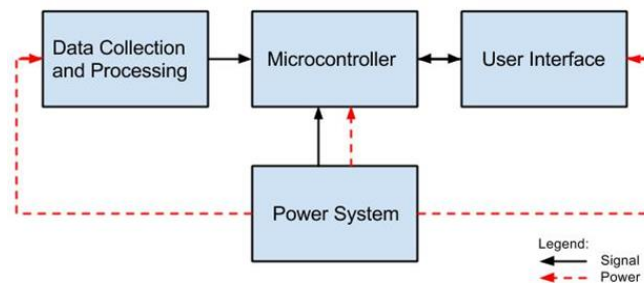 Data Collection
and Processing
Microcontroller
User Interface
Power System
Legend:
Signal
Power